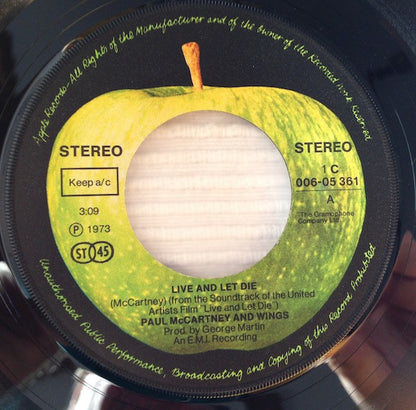 Apple Records-All Rights of the Manufacturer and of the Owner of the Recorded Work Reserved
STEREO
Keep a/c
3:09
Ⓟ 1973
ST 45
STEREO
1 C
006-05 361
A
"The Gramophone
Company Ltd."
LIVE AND LET DIE
(McCartney) (from the Soundtrack of the United
Artists Film "Live and Let Die")
PAUL McCARTNEY AND WINGS
Prod. by George Martin
An E.M.I. Recording
Unauthorised Public Performance, Broadcasting and Copying of this Record Prohibited